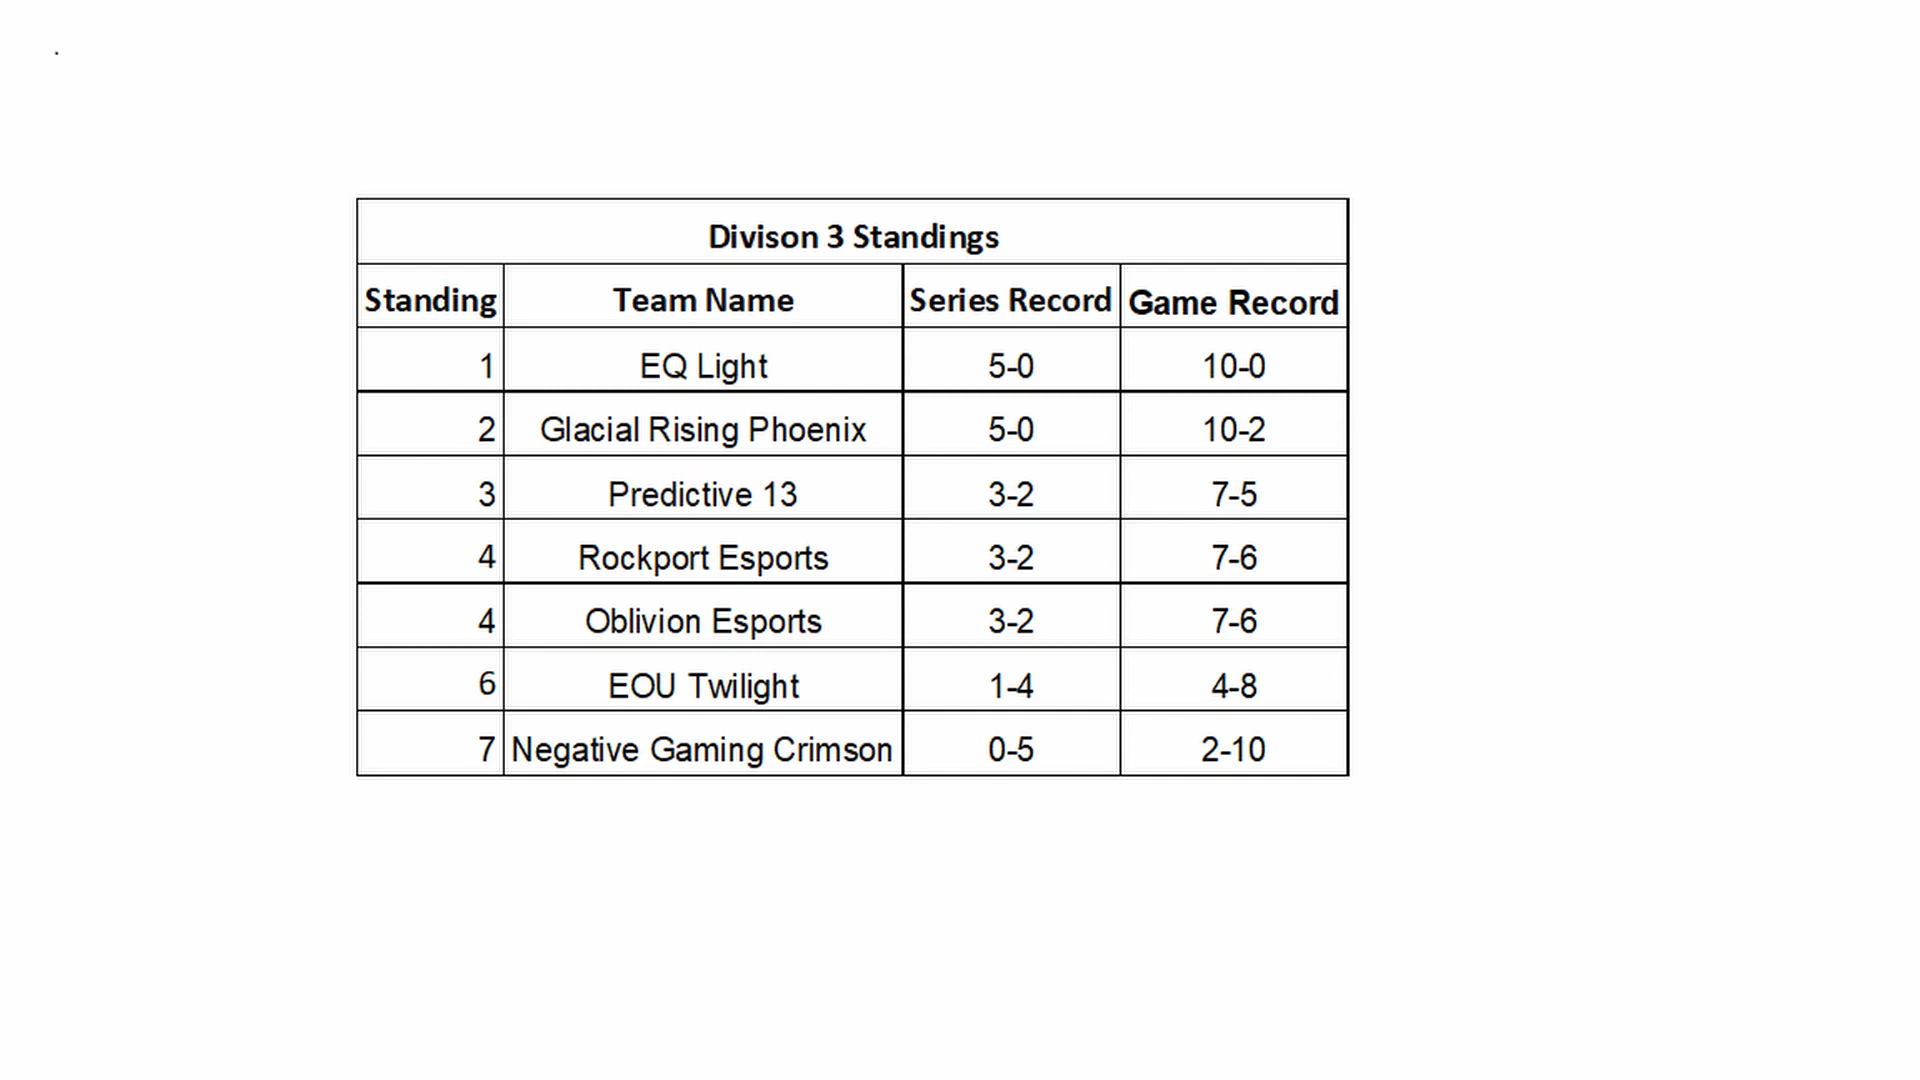 .
Divison 3 Standings
Standing Team Name Series Record Game Record
1 EQ Light 5-0 10-0
2 Glacial Rising Phoenix 5-0 10-2
3 Predictive 13 3-2 7-5
4 Rockport Esports 3-2 7-6
4 Oblivion Esports 3-2 7-6
6 EOU Twilight 1-4 4-8
7 Negative Gaming Crimson 0-5 2-10